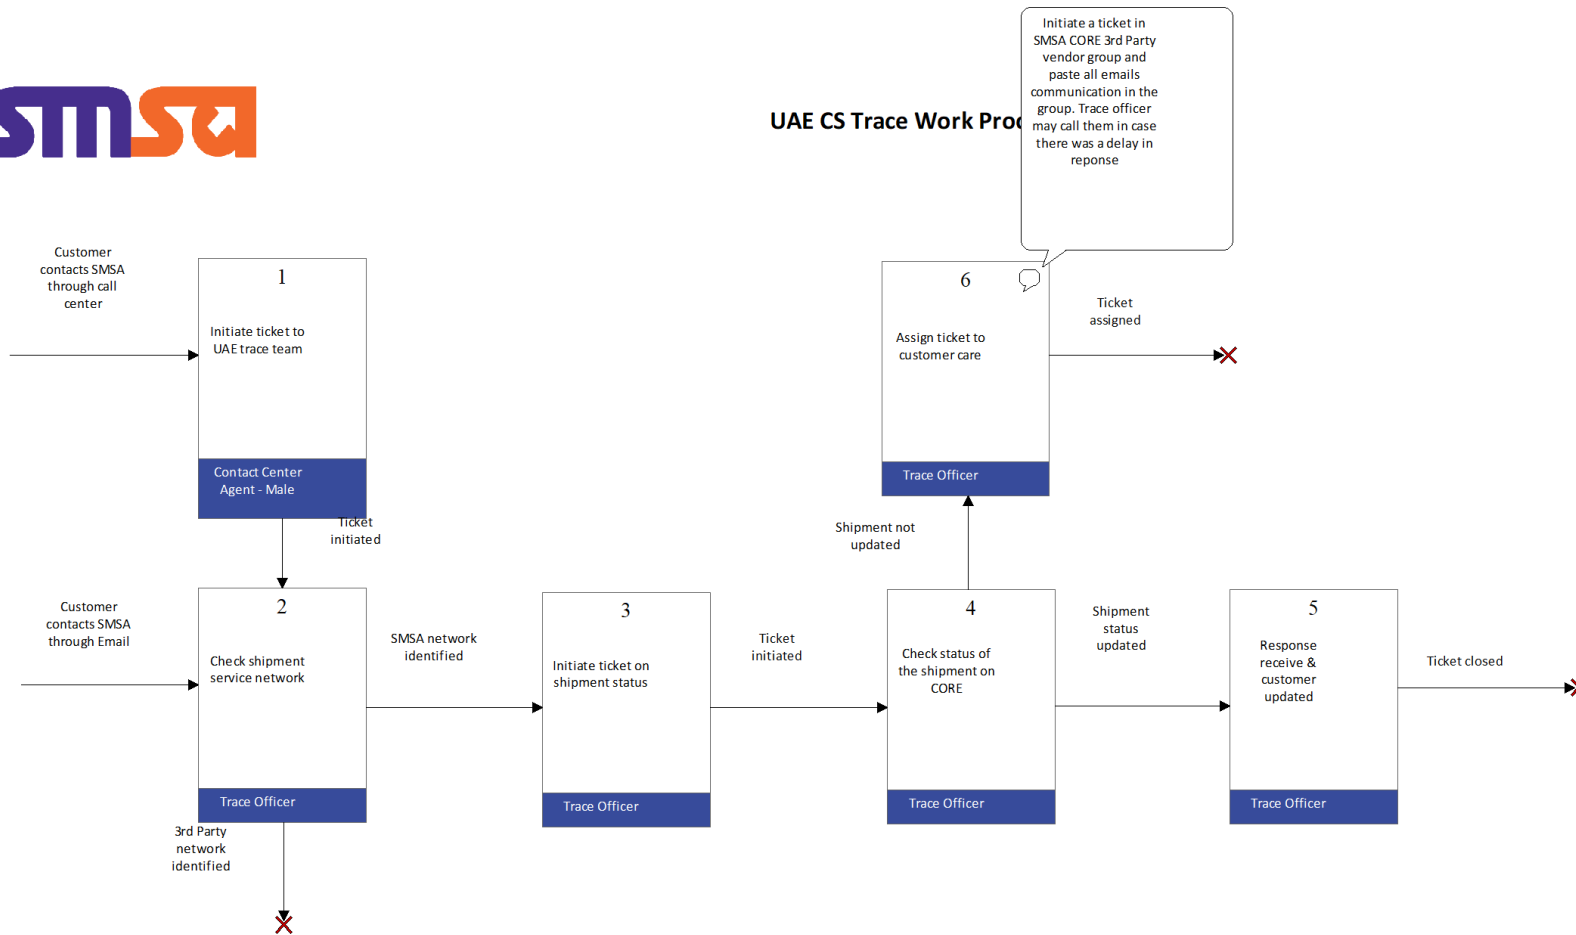 smsa
UAE CS Trace Work Proc
Initiate a ticket in
SMSA CORE 3rd Party
vendor group and
paste all emails
communication in the
group. Trace officer
may call them in case
there was a delay in
reponse
Customer
contacts SMSA
through call
center
1
Initiate ticket to
UAE trace team
Contact Center
Agent - Male
Ticket
initiated
6
Assign ticket to
customer care
Trace Officer
Ticket
assigned
Shipment not
updated
Customer
contacts SMSA
through Email
2
Check shipment
service network
Trace Officer
3rd Party
network
identified
SMSA network
identified
3
Initiate ticket on
shipment status
Trace Officer
Ticket
initiated
4
Check status of
the shipment on
CORE
Trace Officer
Shipment
status
updated
5
Response
receive &
customer
updated
Trace Officer
Ticket closed